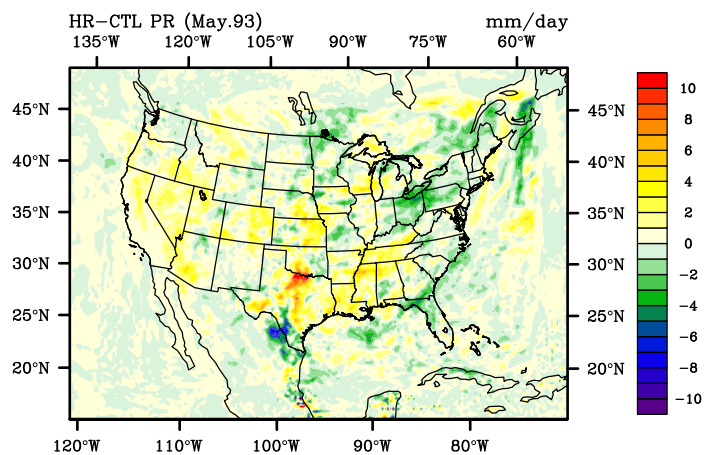 HR-CTL PR (May.93) mm/day
135°W 120°W 105°W 90°W 75°W 60°W
45°N 45°N
40°N 40°N
35°N 35°N
30°N 30°N
25°N 25°N
20°N 20°N
120°W 110°W 100°W 90°W 80°W
10
8
6
4
2
0
−2
−4
−6
−8
−10